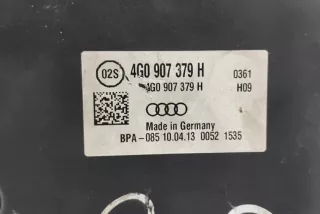 02S 4G0 907 379 H 0361
4G0 907 379 H H09
Made in Germany
BPA-085 10.04.13 0052 1535